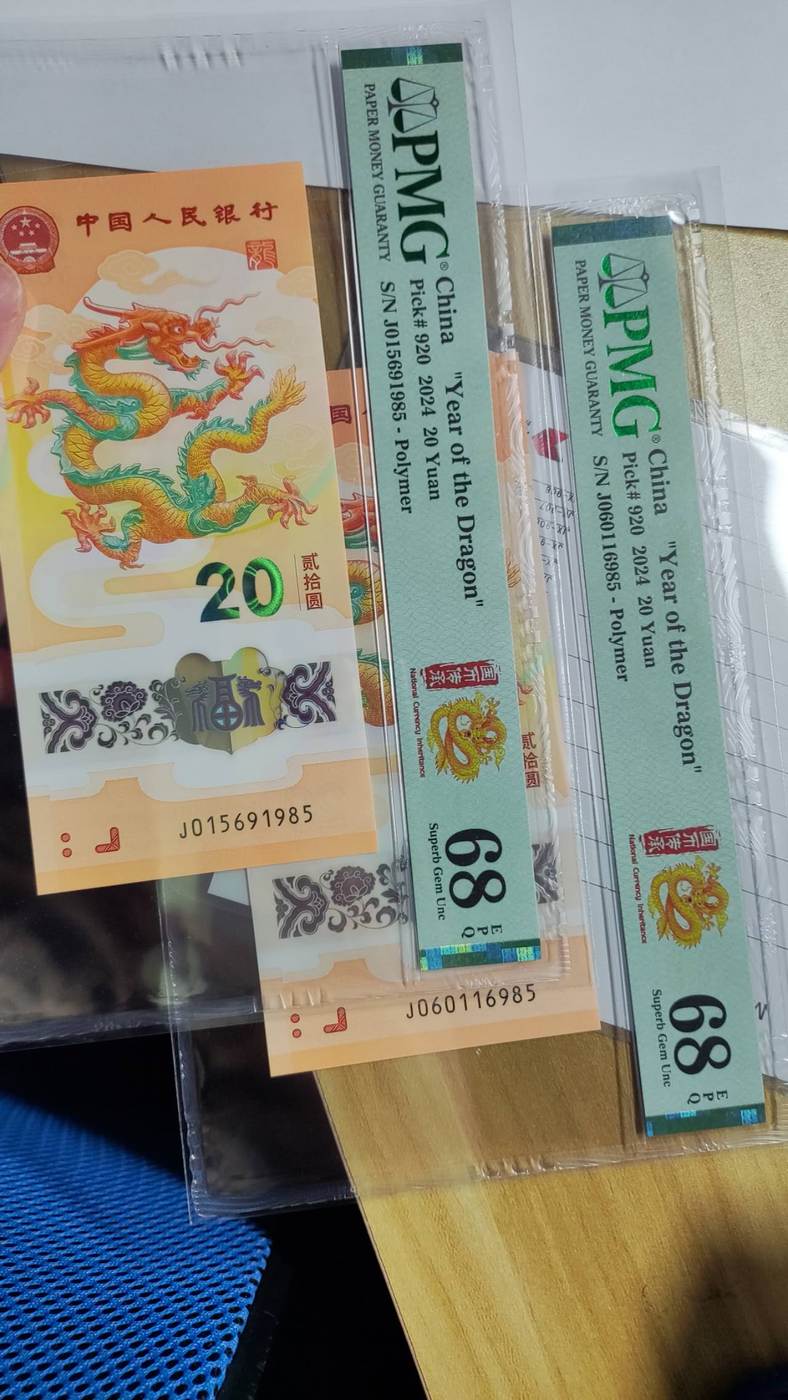 中国人民银行
20
贰拾圆
J015691985
PMG®
PAPER MONEY GUARANTY
China "Year of the Dragon"
Pick# 920 2024 20 Yuan
S/N J015691985 - Polymer
国币传承
National Currency Inheritance
68 EPQ
Superb Gem Unc
国
贰拾圆
J060116985
PMG®
PAPER MONEY GUARANTY
China "Year of the Dragon"
Pick# 920 2024 20 Yuan
S/N J060116985 - Polymer
国币传承
National Currency Inheritance
68 EPQ
Superb Gem Unc